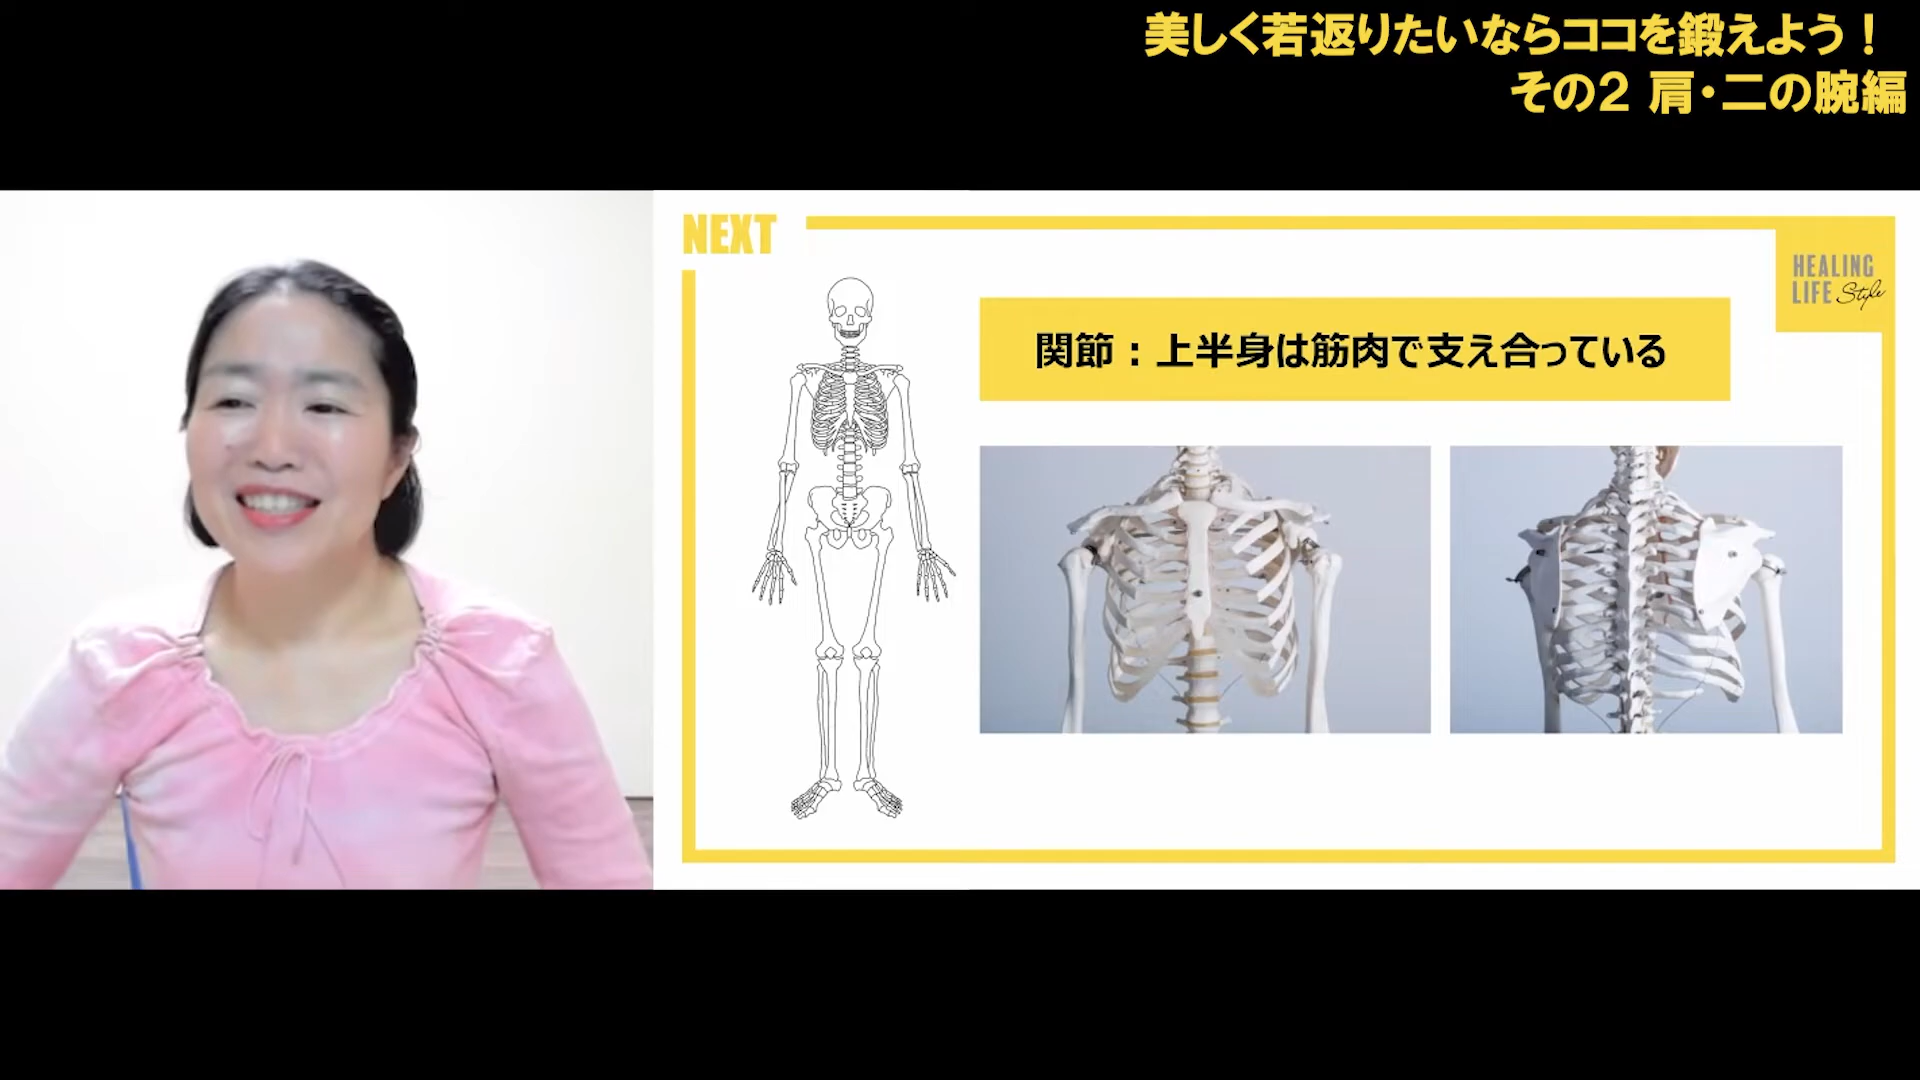 美しく若返りたいならココを鍛えよう！
その２ 肩・二の腕編
NEXT
HEALING
LIFE Style
関節：上半身は筋肉で支え合っている